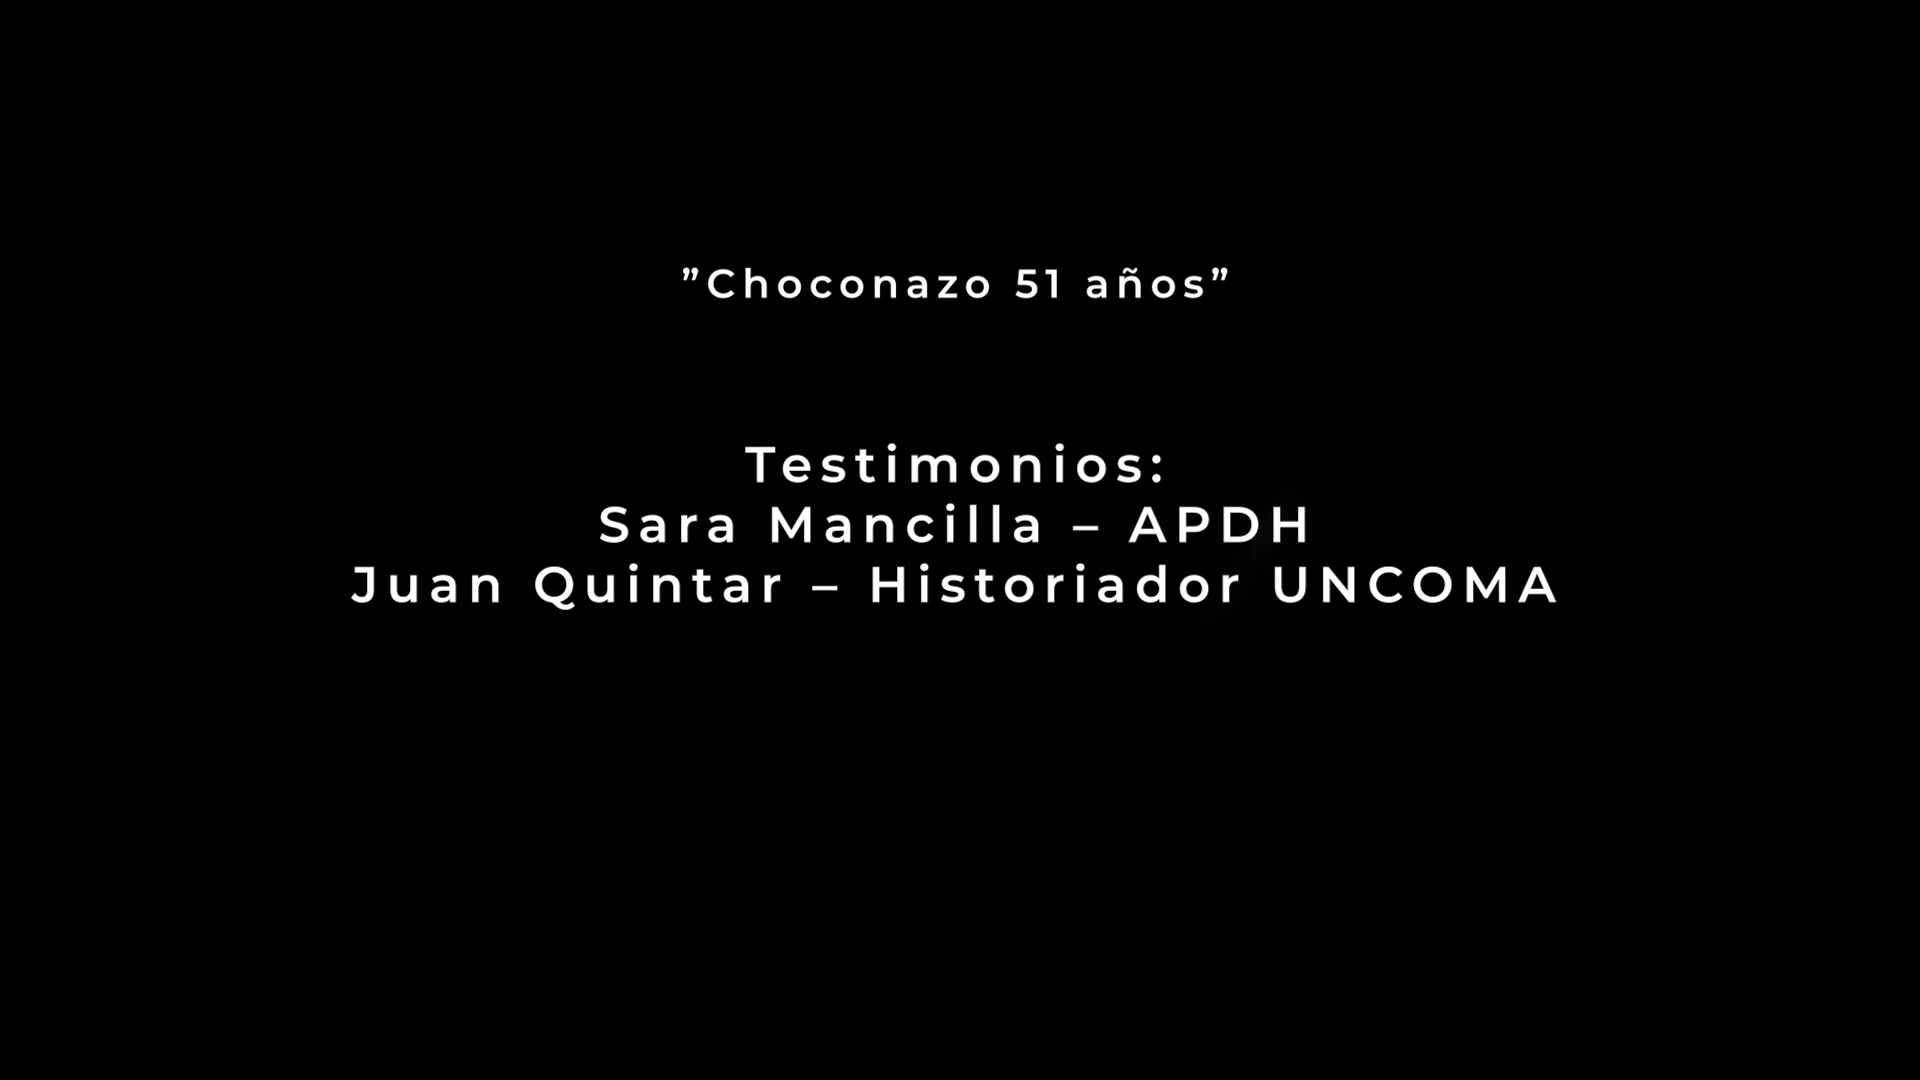 ”Choconazo 51 años”
Testimonios:
Sara Mancilla – APDH
Juan Quintar – Historiador UNCOMA